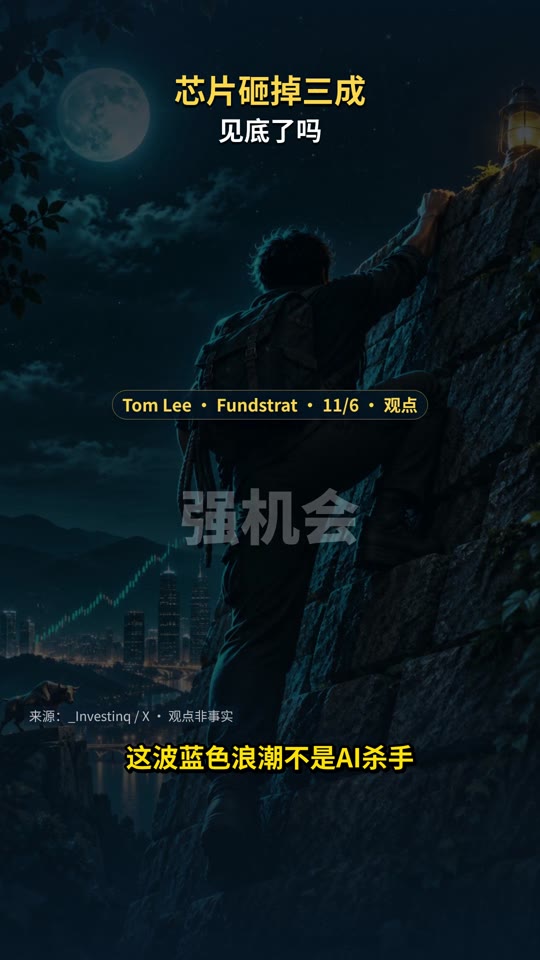 芯片砸掉三成
见底了吗
Tom Lee · Fundstrat · 11/6 · 观点
强机会
来源：_Investinq / X · 观点非事实
这波蓝色浪潮不是AI杀手